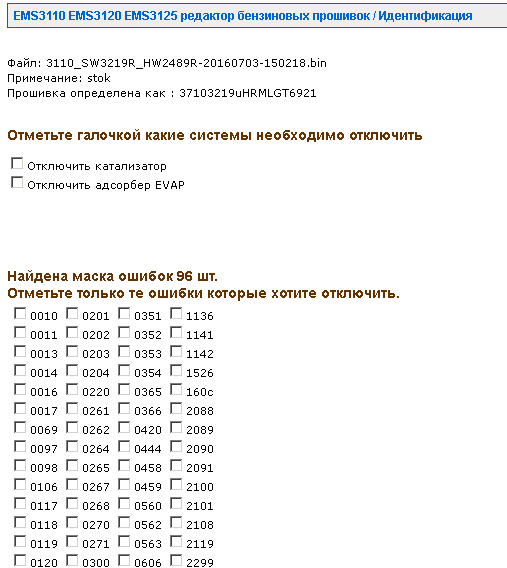 EMS3110 EMS3120 EMS3125 редактор бензиновых прошивок / Идентификация
Файл: 3110_SW3219R_HW2489R-20160703-150218.bin
Примечание: stok
Прошивка определена как : 37103219uHRMLGT6921
Отметьте галочкой какие системы необходимо отключить
Отключить катализатор
Отключить адсорбер EVAP
Найдена маска ошибок 96 шт.
Отметьте только те ошибки которые хотите отключить.
0010 0201 0351 1136
0011 0202 0352 1141
0013 0203 0353 1142
0014 0204 0354 1526
0016 0220 0365 160c
0017 0261 0366 2088
0069 0262 0420 2089
0097 0264 0444 2090
0098 0265 0458 2091
0106 0267 0459 2100
0117 0268 0560 2101
0118 0270 0562 2108
0119 0271 0563 2119
0120 0300 0606 2299